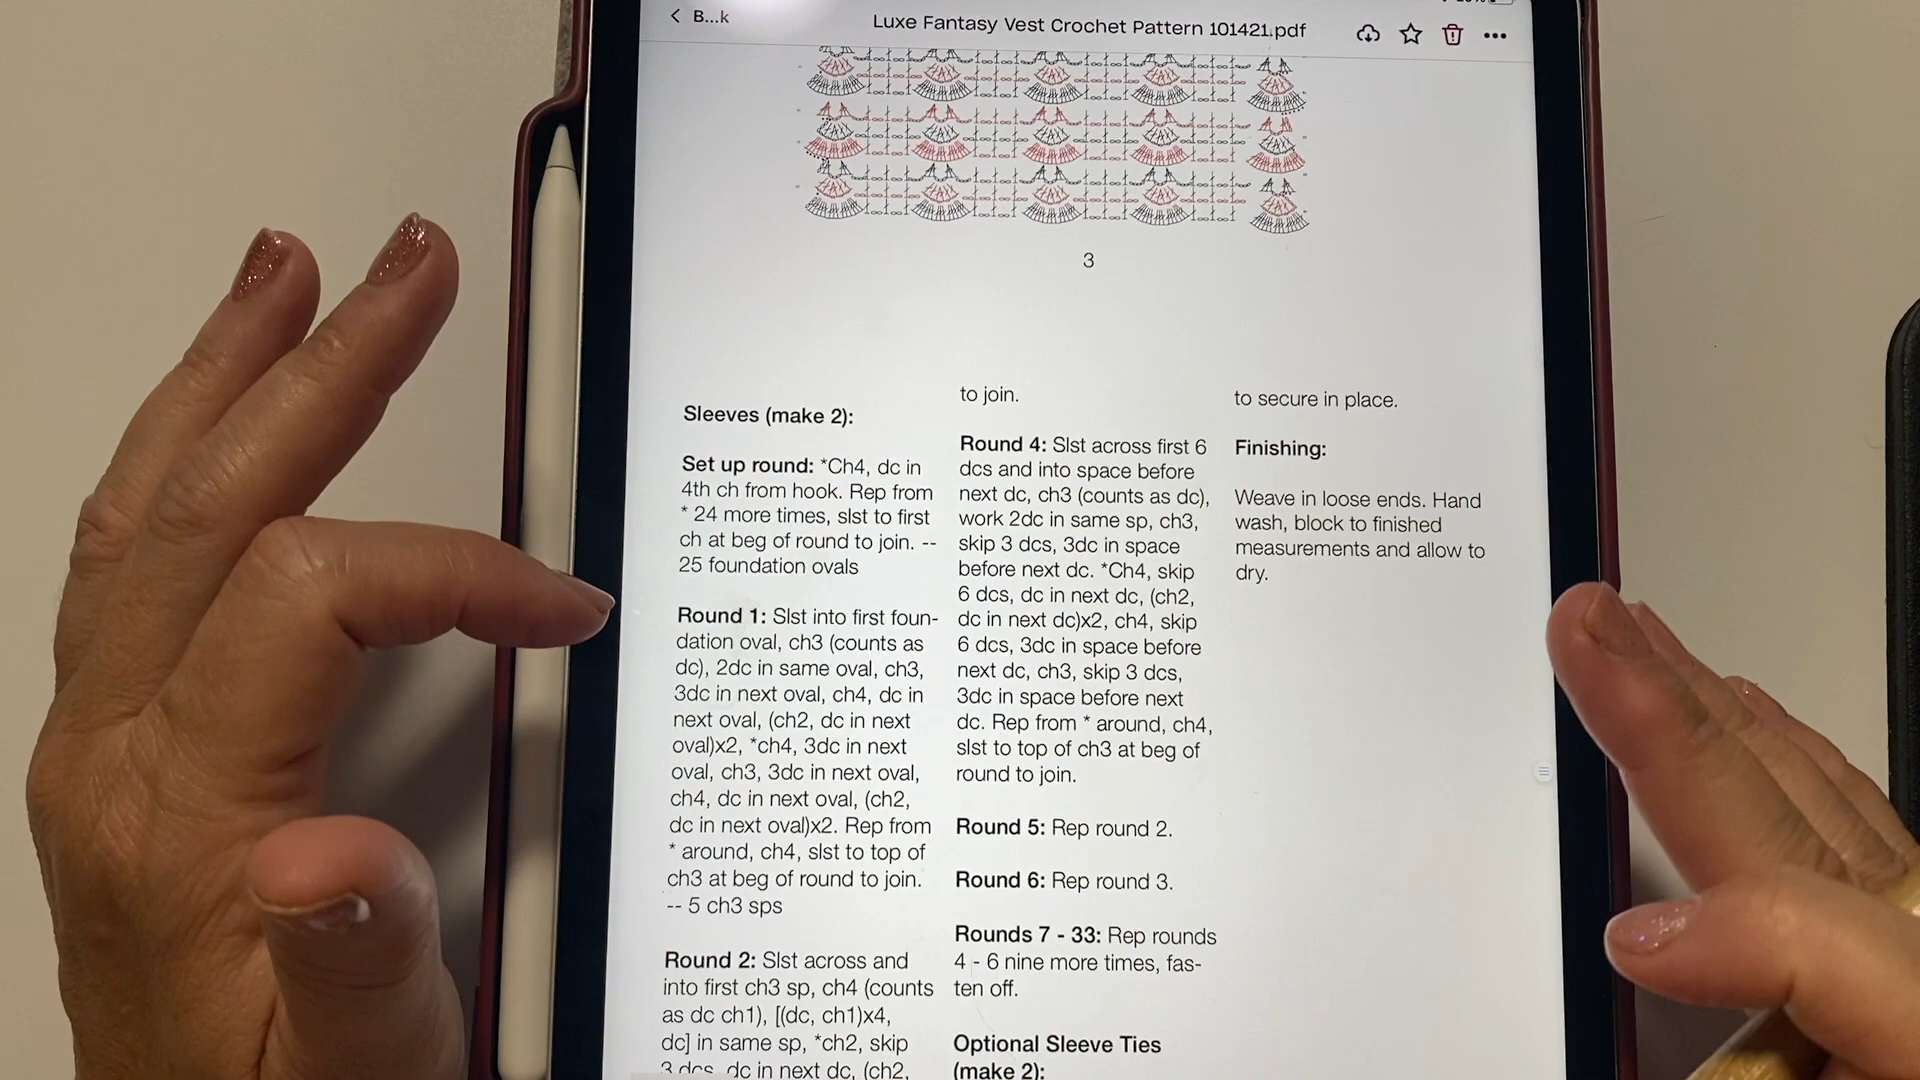 B...k
Luxe Fantasy Vest Crochet Pattern 101421.pdf
3
Sleeves (make 2):
Set up round: *Ch4, dc in
4th ch from hook. Rep from
* 24 more times, slst to first
ch at beg of round to join. --
25 foundation ovals
Round 1: Slst into first foun-
dation oval, ch3 (counts as
dc), 2dc in same oval, ch3,
3dc in next oval, ch4, dc in
next oval, (ch2, dc in next
oval)x2, *ch4, 3dc in next
oval, ch3, 3dc in next oval,
ch4, dc in next oval, (ch2,
dc in next oval)x2. Rep from
* around, ch4, slst to top of
ch3 at beg of round to join.
-- 5 ch3 sps
Round 2: Slst across and
into first ch3 sp, ch4 (counts
as dc ch1), [(dc, ch1)x4,
dc] in same sp, *ch2, skip
3 dcs, dc in next dc, (ch2,
to join.
Round 4: Slst across first 6
dcs and into space before
next dc, ch3 (counts as dc),
work 2dc in same sp, ch3,
skip 3 dcs, 3dc in space
before next dc. *Ch4, skip
6 dcs, dc in next dc, (ch2,
dc in next dc)x2, ch4, skip
6 dcs, 3dc in space before
next dc, ch3, skip 3 dcs,
3dc in space before next
dc. Rep from * around, ch4,
slst to top of ch3 at beg of
round to join.
Round 5: Rep round 2.
Round 6: Rep round 3.
Rounds 7 - 33: Rep rounds
4 - 6 nine more times, fas-
ten off.
Optional Sleeve Ties
(make 2):
to secure in place.
Finishing:
Weave in loose ends. Hand
wash, block to finished
measurements and allow to
dry.